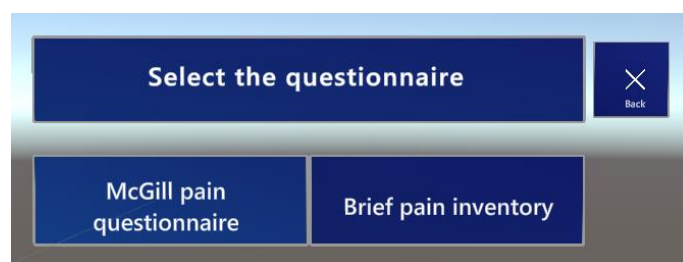 Select the questionnaire
Back
McGill pain
questionnaire
Brief pain inventory